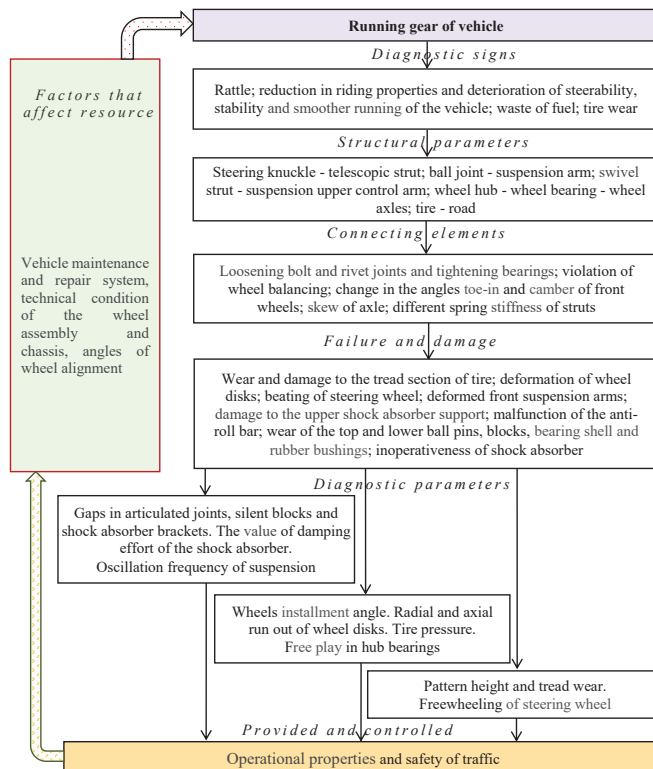 Running gear of vehicle
Diagnostic signs
Factors that
affect resource
Rattle; reduction in riding properties and deterioration of steerability,
stability and smoother running of the vehicle; waste of fuel; tire wear
Structural parameters
Steering knuckle - telescopic strut; ball joint - suspension arm; swivel
strut - suspension upper control arm; wheel hub - wheel bearing - wheel
axles; tire - road
Connecting elements
Vehicle maintenance
and repair system,
technical condition
of the wheel
assembly and
chassis, angles of
wheel alignment
Loosening bolt and rivet joints and tightening bearings; violation of
wheel balancing; change in the angles toe-in and camber of front
wheels; skew of axle; different spring stiffness of struts
Failure and damage
Wear and damage to the tread section of tire; deformation of wheel
disks; beating of steering wheel; deformed front suspension arms;
damage to the upper shock absorber support; malfunction of the anti-
roll bar; wear of the top and lower ball pins, blocks, bearing shell and
rubber bushings; inoperativeness of shock absorber
Diagnostic parameters
Gaps in articulated joints, silent blocks and
shock absorber brackets. The value of damping
effort of the shock absorber.
Oscillation frequency of suspension
Wheels installment angle. Radial and axial
run out of wheel disks. Tire pressure.
Free play in hub bearings
Pattern height and tread wear.
Freewheeling of steering wheel
Provided and controlled
Operational properties and safety of traffic